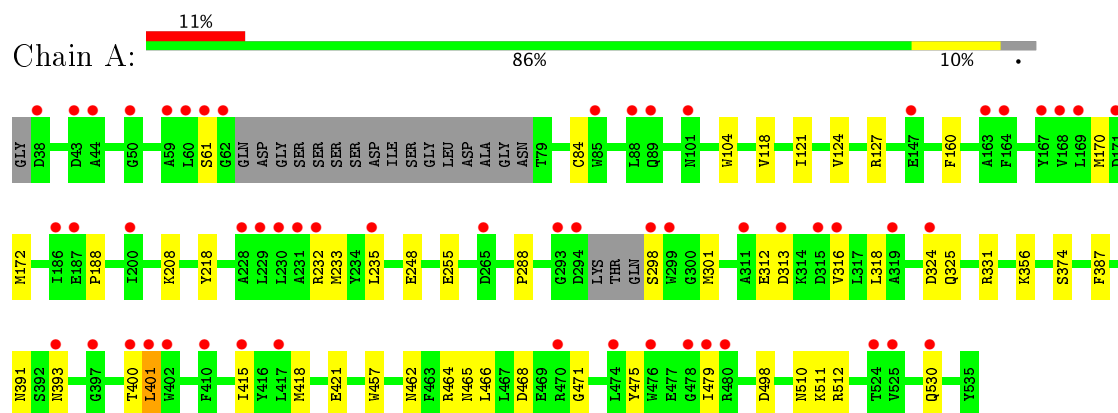 11%
Chain A:
86% 10% •
GLY D38 D43 A44 G50 A59 L60 S61 G62 GLN ASP GLY SER SER SER SER ASP ILE SER GLY LEU ASP ALA GLY ASN T79 C84 W85 L88 Q89 N101 W104 V118 I121 V124 R127 E147 F160 A163 F164 Y167 V168 L169 M170 D171
M172 I186 E187 P188 I200 K208 Y218 A228 L229 L230 A231 R232 M233 Y234 L235 E248 E255 D265 P288 G293 D294 LYS THR GLN S298 W299 G300 M301 A311 E312 D313 K314 D315 V316 L317 L318 A319 D324 Q325 R331 K356 S374 F387
N391 S392 N393 G397 T400 L401 W402 F410 I415 Y416 L417 M418 E421 W457 N462 F463 R464 N465 L466 L467 D468 E469 R470 G471 L474 Y475 W476 E477 G478 I479 R480 D498 N510 K511 R512 T524 V525 Q530 Y535